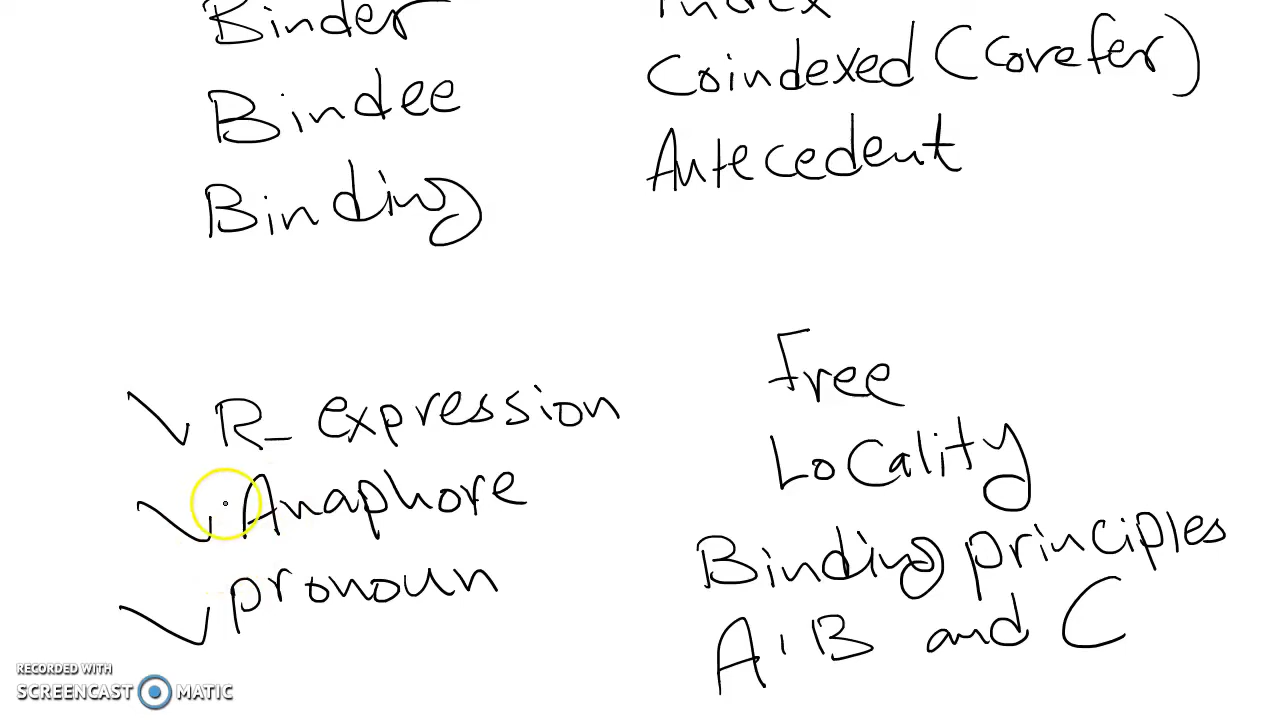 Binder
Bindee
Binding
Index
Coindexed (Corefer)
Antecedent
R_ expression
Anaphore
pronoun
Free
Locality
Binding principles
A, B and C
RECORDED WITH
SCREENCAST MATIC